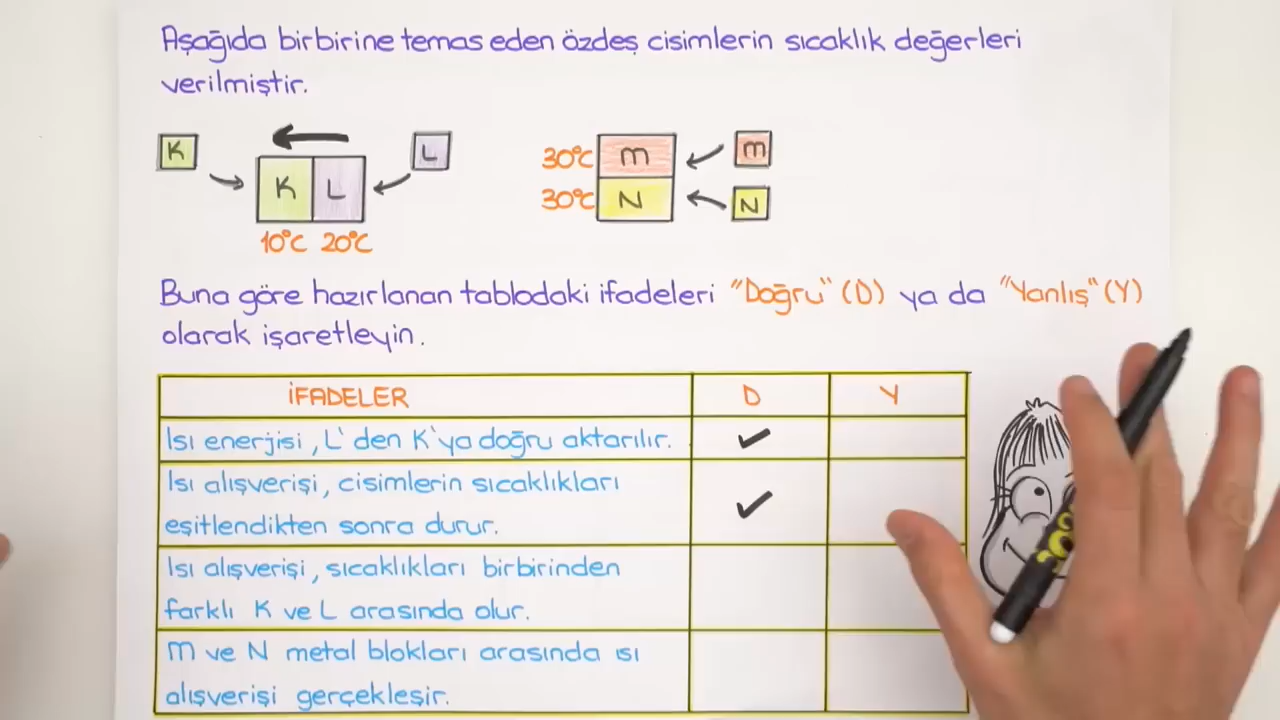 Aşağıda birbirine temas eden özdeş cisimlerin sıcaklık değerleri
verilmiştir.
K
K L
L
10°C 20°C
30°C M M
30°C N N
Buna göre hazırlanan tablodaki ifadeleri "Doğru" (D) ya da "Yanlış" (Y)
olarak işaretleyin.
İFADELER D Y
Isı enerjisi, L'den K'ya doğru aktarılır.
Isı alışverişi, cisimlerin sıcaklıkları
eşitlendikten sonra durur.
Isı alışverişi, sıcaklıkları birbirinden
farklı K ve L arasında olur.
M ve N metal blokları arasında ısı
alışverişi gerçekleşir.